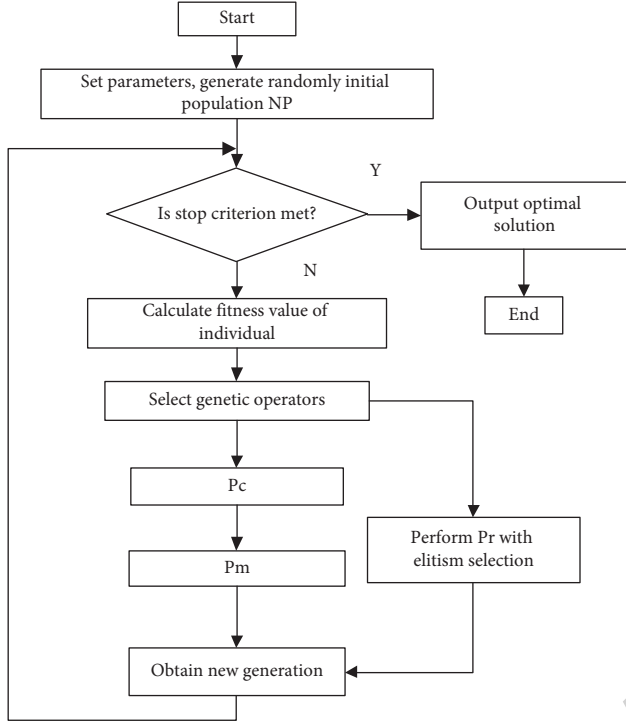 Start
Set parameters, generate randomly initial
population NP
Is stop criterion met?
Y
Output optimal
solution
N
End
Calculate fitness value of
individual
Select genetic operators
Pc
Perform Pr with
elitism selection
Pm
Obtain new generation